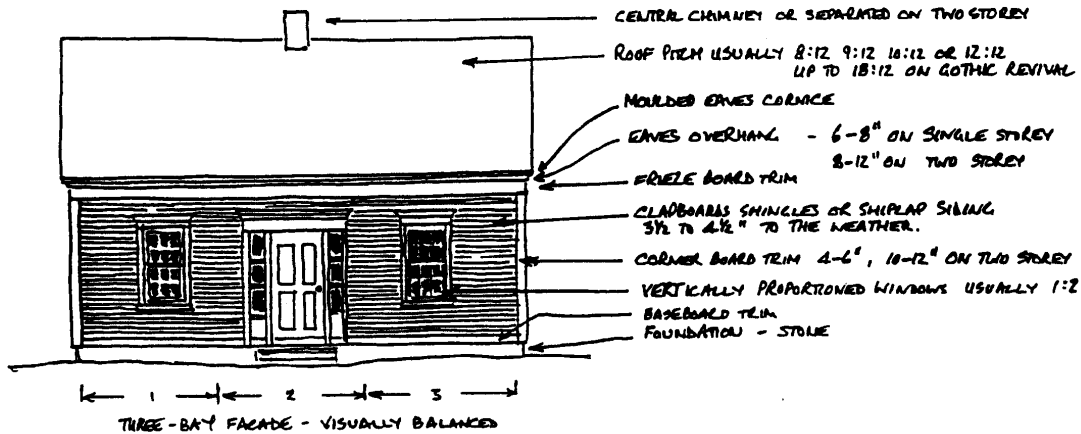 CENTRAL CHIMNEY OR SEPARATED ON TWO STOREY
ROOF PITCH USUALLY 8:12 9:12 10:12 OR 12:12
UP TO 18:12 ON GOTHIC REVIVAL
MOULDED EAVES CORNICE
EAVES OVERHANG - 6-8" ON SINGLE STOREY
8-12" ON TWO STOREY
FRIEZE BOARD TRIM
CLAPBOARDS SHINGLES OR SHIPLAP SIDING
3½ TO 4½" TO THE WEATHER.
CORNER BOARD TRIM 4-6", 10-12" ON TWO STOREY
VERTICALLY PROPORTIONED WINDOWS USUALLY 1:2
BASEBOARD TRIM
FOUNDATION - STONE
1 2 3
THREE-BAY FACADE - VISUALLY BALANCED